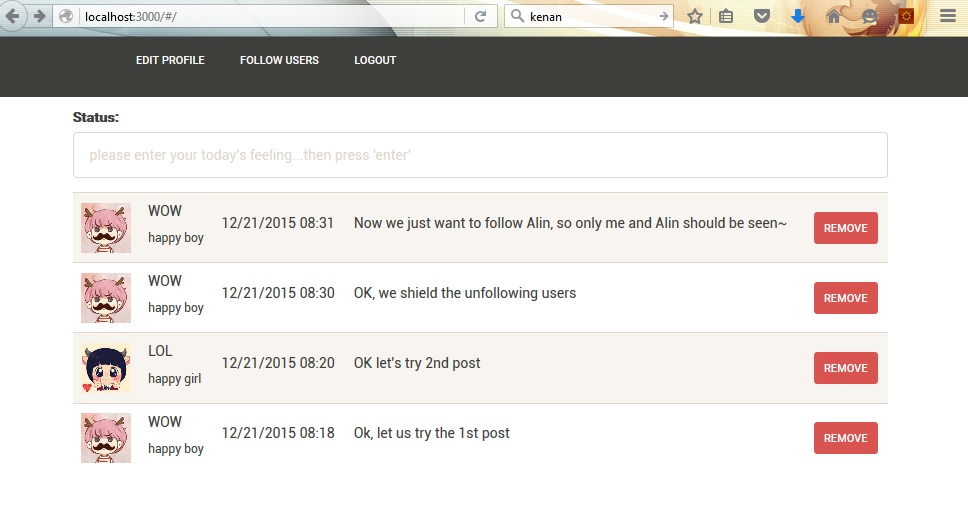 localhost:3000/#/
kenan
EDIT PROFILE FOLLOW USERS LOGOUT
Status:
please enter your today's feeling...then press 'enter'
WOW
happy boy
12/21/2015 08:31
Now we just want to follow Alin, so only me and Alin should be seen~
REMOVE
WOW
happy boy
12/21/2015 08:30
OK, we shield the unfollowing users
REMOVE
LOL
happy girl
12/21/2015 08:20
OK let's try 2nd post
REMOVE
WOW
happy boy
12/21/2015 08:18
Ok, let us try the 1st post
REMOVE